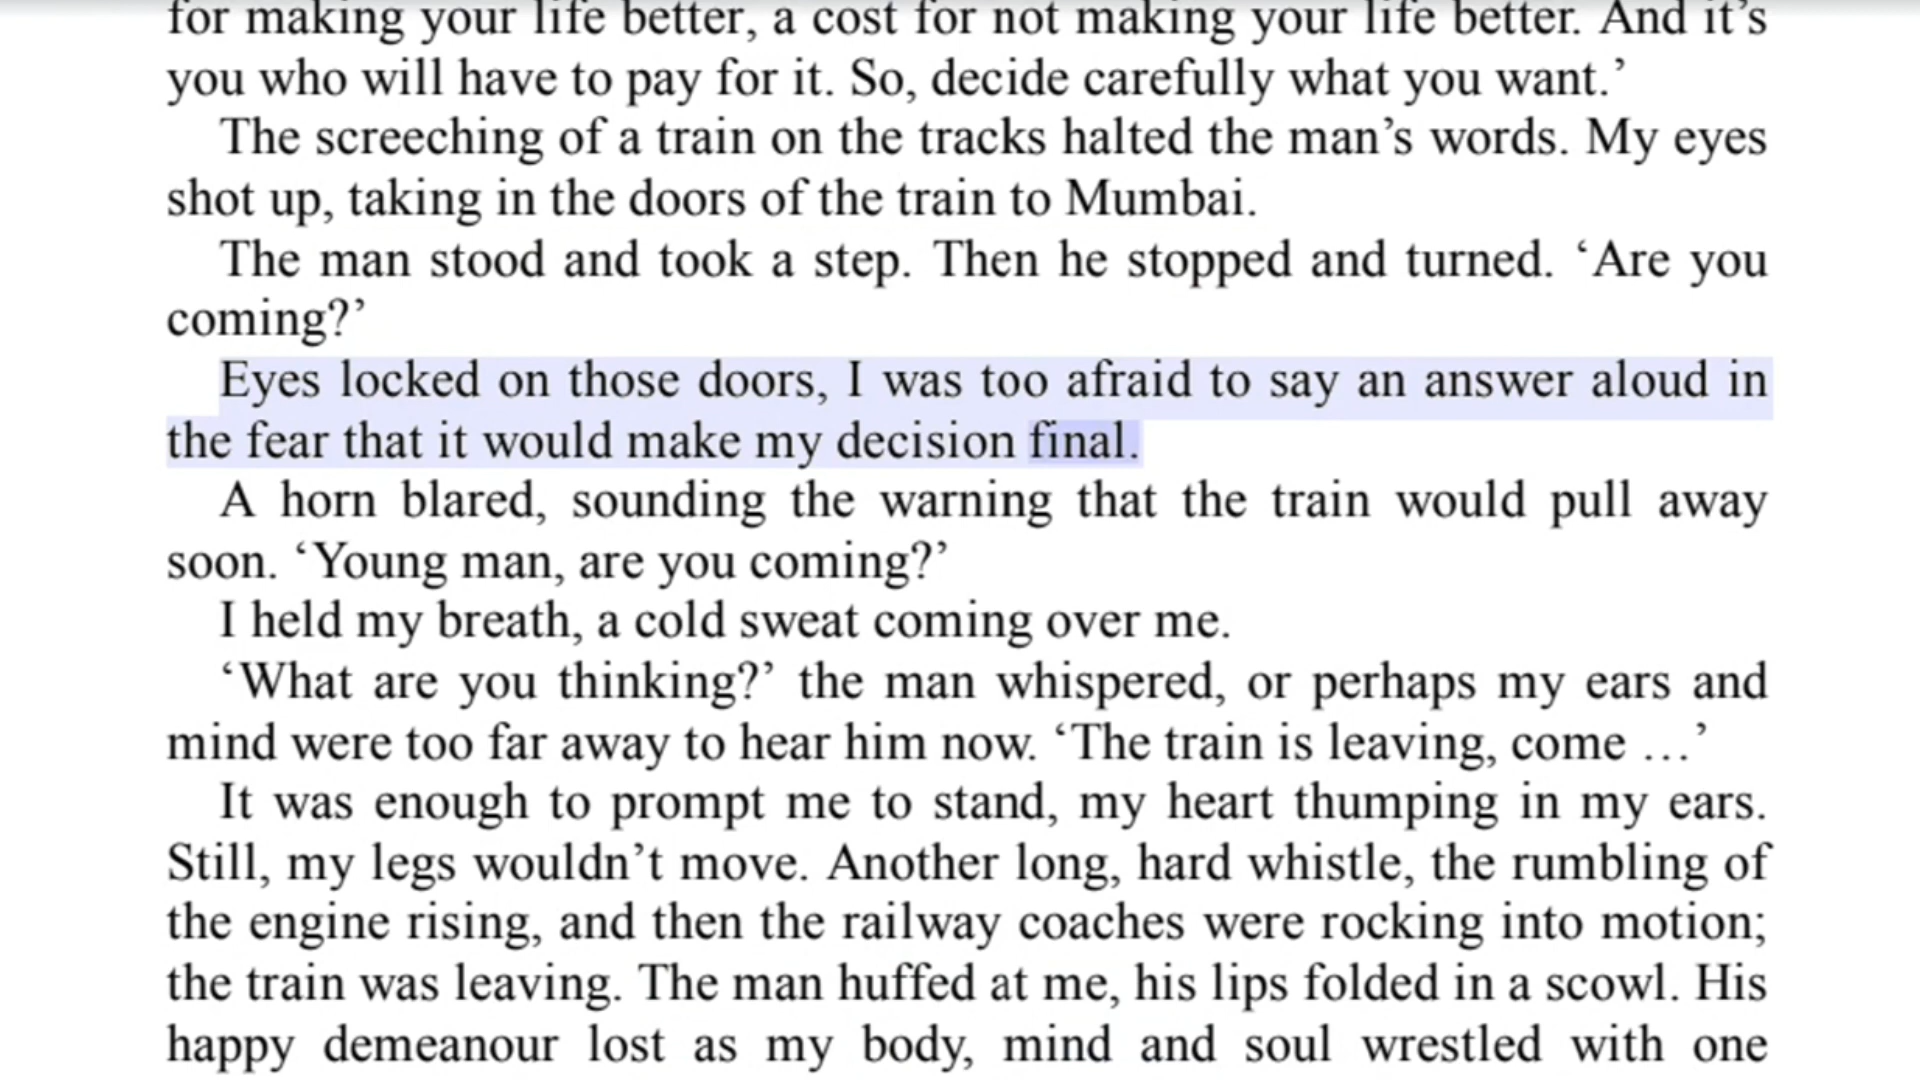 for making your life better, a cost for not making your life better. And it’s
you who will have to pay for it. So, decide carefully what you want.’
The screeching of a train on the tracks halted the man’s words. My eyes
shot up, taking in the doors of the train to Mumbai.
The man stood and took a step. Then he stopped and turned. ‘Are you
coming?’
Eyes locked on those doors, I was too afraid to say an answer aloud in
the fear that it would make my decision final.
A horn blared, sounding the warning that the train would pull away
soon. ‘Young man, are you coming?’
I held my breath, a cold sweat coming over me.
‘What are you thinking?’ the man whispered, or perhaps my ears and
mind were too far away to hear him now. ‘The train is leaving, come …’
It was enough to prompt me to stand, my heart thumping in my ears.
Still, my legs wouldn’t move. Another long, hard whistle, the rumbling of
the engine rising, and then the railway coaches were rocking into motion;
the train was leaving. The man huffed at me, his lips folded in a scowl. His
happy demeanour lost as my body, mind and soul wrestled with one